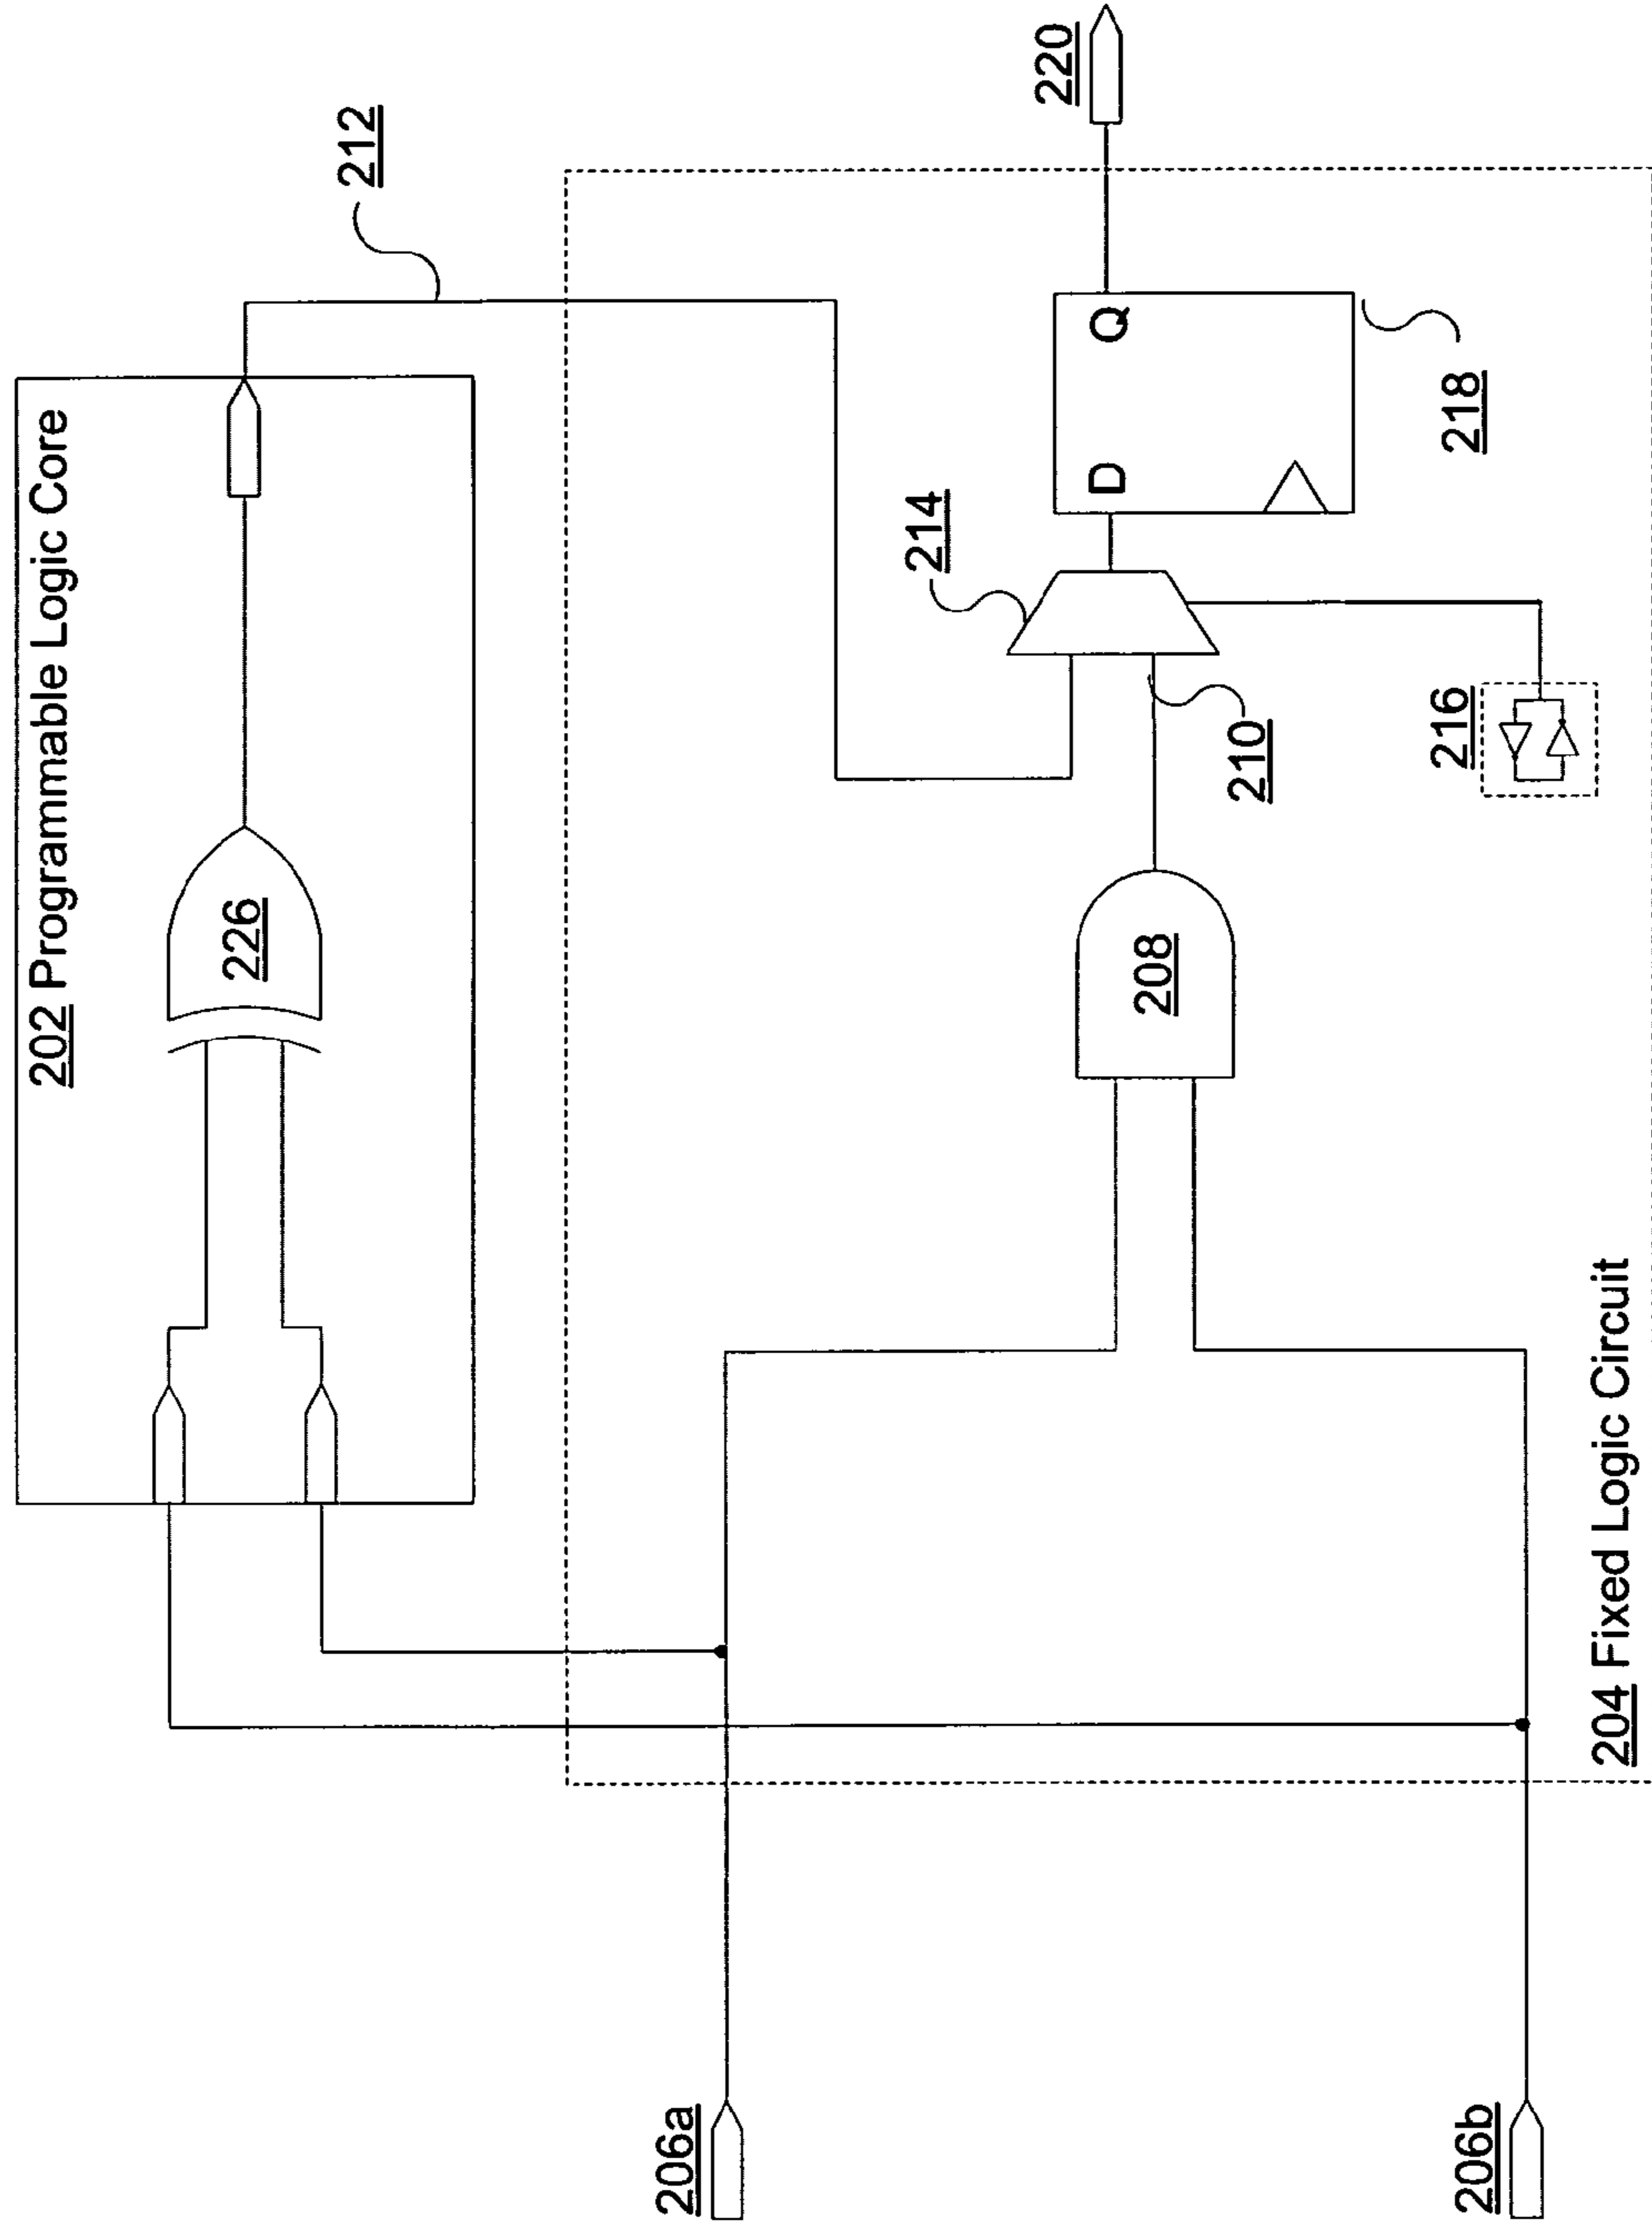 202 Programmable Logic Core
226
212
220
214
D
Q
218
210
216
208
206a
206b
204 Fixed Logic Circuit